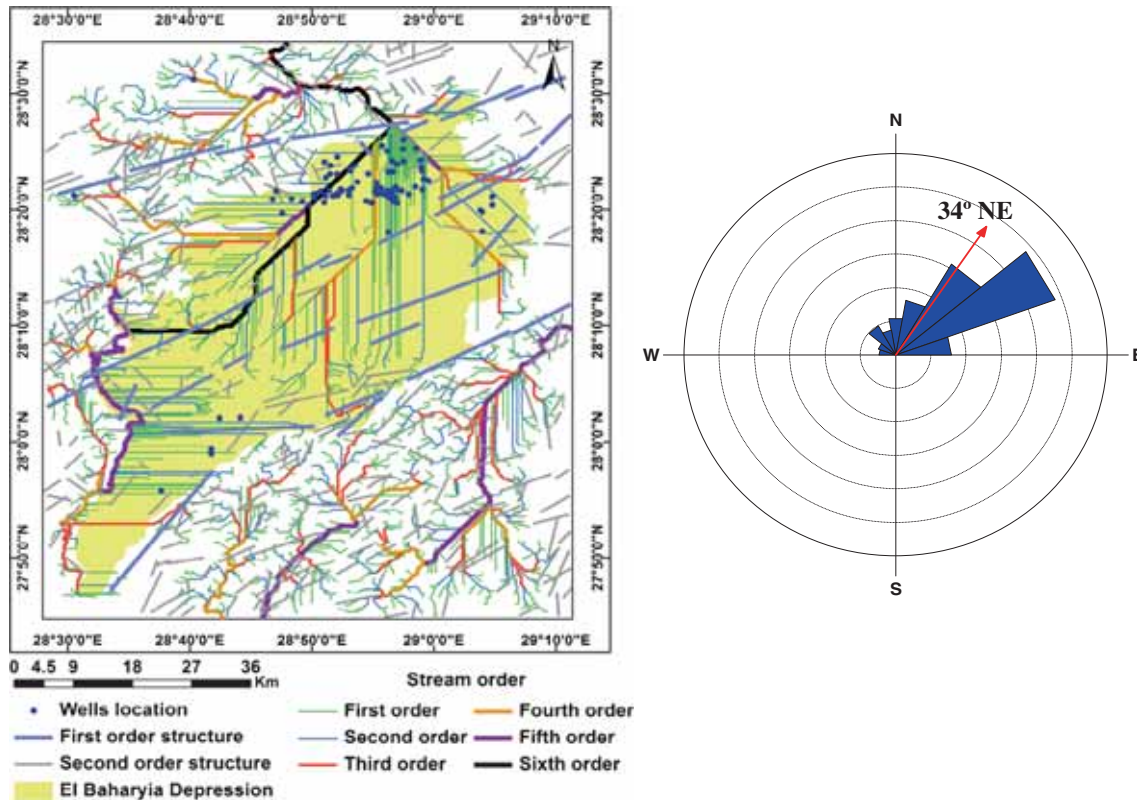 28°30'0"E 28°40'0"E 28°50'0"E 29°0'0"E 29°10'0"E
N
28°30'0"N 28°30'0"N
28°20'0"N 28°20'0"N
28°10'0"N 28°10'0"N
28°0'0"N 28°0'0"N
27°50'0"N 27°50'0"N
28°30'0"E 28°40'0"E 28°50'0"E 29°0'0"E 29°10'0"E
0 4.5 9 18 27 36
Km
Stream order
Wells location
First order structure
Second order structure
El Baharyia Depression
First order
Second order
Third order
Fourth order
Fifth order
Sixth order
N
34° NE
W
E
S